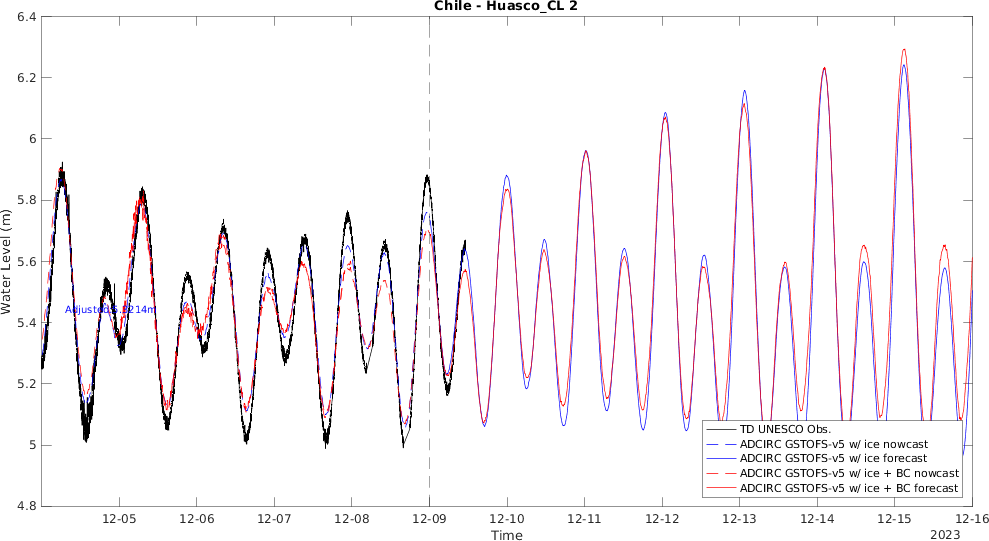 Chile - Huasco_CL 2
Water Level (m)
6.4
6.2
6
5.8
5.6
5.4
5.2
5
4.8
12-05 12-06 12-07 12-08 12-09 12-10 12-11 12-12 12-13 12-14 12-15 12-16
Time
2023
TD UNESCO Obs.
ADCIRC GSTOFS-v5 w/ ice nowcast
ADCIRC GSTOFS-v5 w/ ice forecast
ADCIRC GSTOFS-v5 w/ ice + BC nowcast
ADCIRC GSTOFS-v5 w/ ice + BC forecast